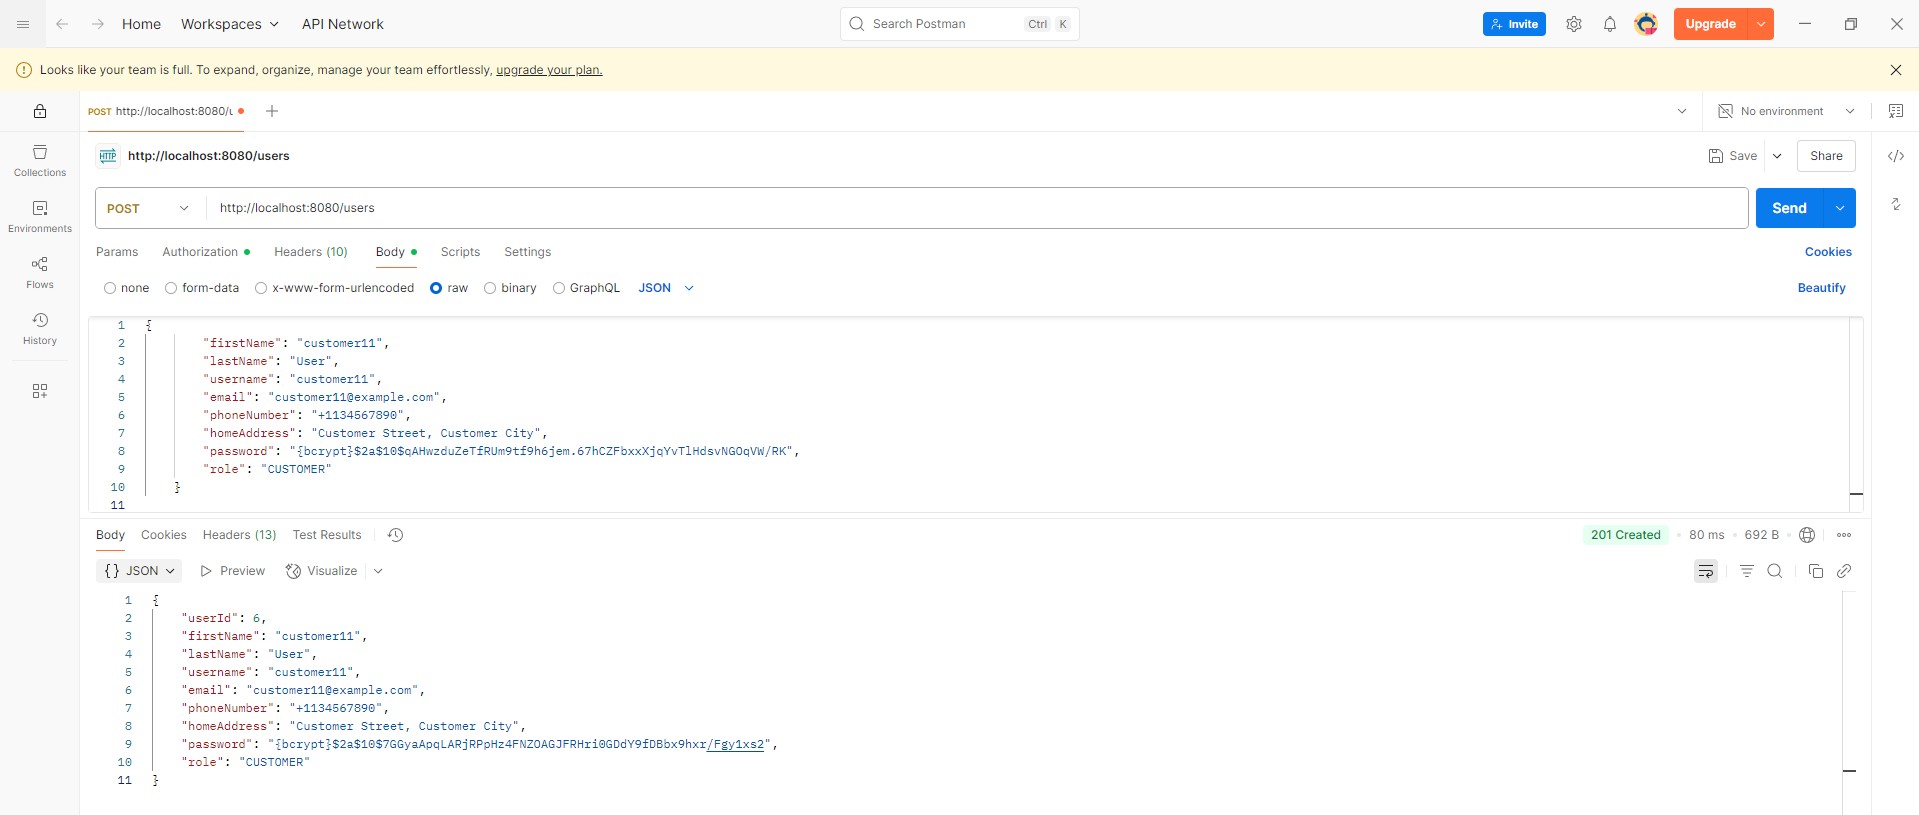 Home Workspaces API Network Search Postman Ctrl K Invite Upgrade
Looks like your team is full. To expand, organize, manage your team effortlessly, upgrade your plan.
POST http://localhost:8080/u No environment
HTTP http://localhost:8080/users Save Share
Collections
POST http://localhost:8080/users Send
Environments
Params Authorization Headers (10) Body Scripts Settings Cookies
Flows
none form-data x-www-form-urlencoded raw binary GraphQL JSON Beautify
History
1 {
2 "firstName": "customer11",
3 "lastName": "User",
4 "username": "customer11",
5 "email": "customer11@example.com",
6 "phoneNumber": "+1134567890",
7 "homeAddress": "Customer Street, Customer City",
8 "password": "{bcrypt}$2a$10$qAHwzduZeTfRUm9tf9h6jem.67hCZFbxxXjqYvTlHdsvNGOqVW/RK",
9 "role": "CUSTOMER"
10 }
11
Body Cookies Headers (13) Test Results 201 Created 80 ms 692 B
{} JSON Preview Visualize
1 {
2 "userId": 6,
3 "firstName": "customer11",
4 "lastName": "User",
5 "username": "customer11",
6 "email": "customer11@example.com",
7 "phoneNumber": "+1134567890",
8 "homeAddress": "Customer Street, Customer City",
9 "password": "{bcrypt}$2a$10$7GGyaApqLARjRPpHz4FNZOAGJFRHri0GDdY9fDBbx9hxr/Fgy1xs2",
10 "role": "CUSTOMER"
11 }